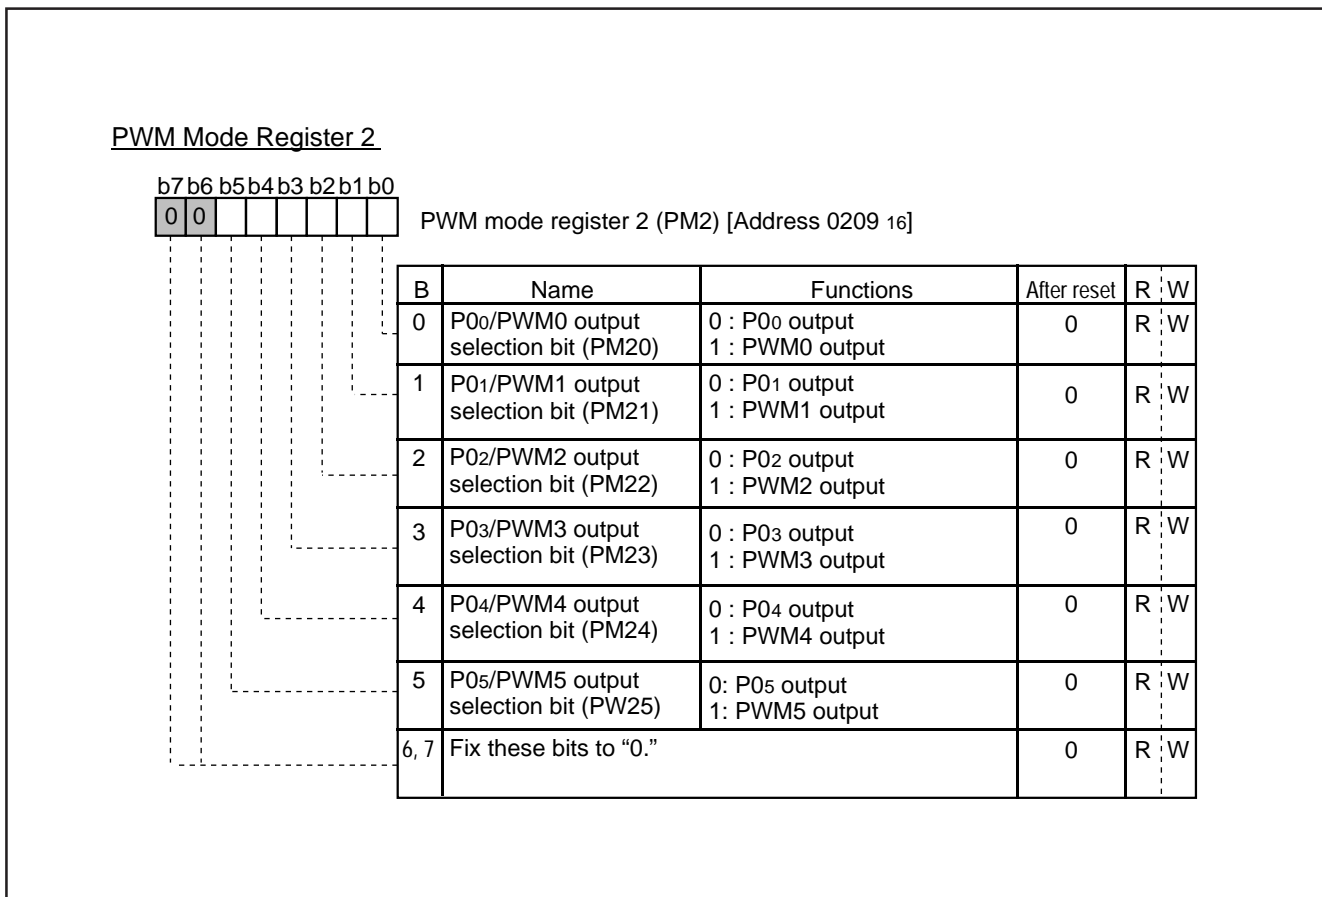 PWM Mode Register 2
b7 b6 b5 b4 b3 b2 b1 b0
0 0
PWM mode register 2 (PM2) [Address 0209 16]
B Name Functions After reset R W
0 P00/PWM0 output selection bit (PM20) 0 : P00 output 1 : PWM0 output 0 R W
1 P01/PWM1 output selection bit (PM21) 0 : P01 output 1 : PWM1 output 0 R W
2 P02/PWM2 output selection bit (PM22) 0 : P02 output 1 : PWM2 output 0 R W
3 P03/PWM3 output selection bit (PM23) 0 : P03 output 1 : PWM3 output 0 R W
4 P04/PWM4 output selection bit (PM24) 0 : P04 output 1 : PWM4 output 0 R W
5 P05/PWM5 output selection bit (PW25) 0: P05 output 1: PWM5 output 0 R W
6, 7 Fix these bits to “0.” 0 R W